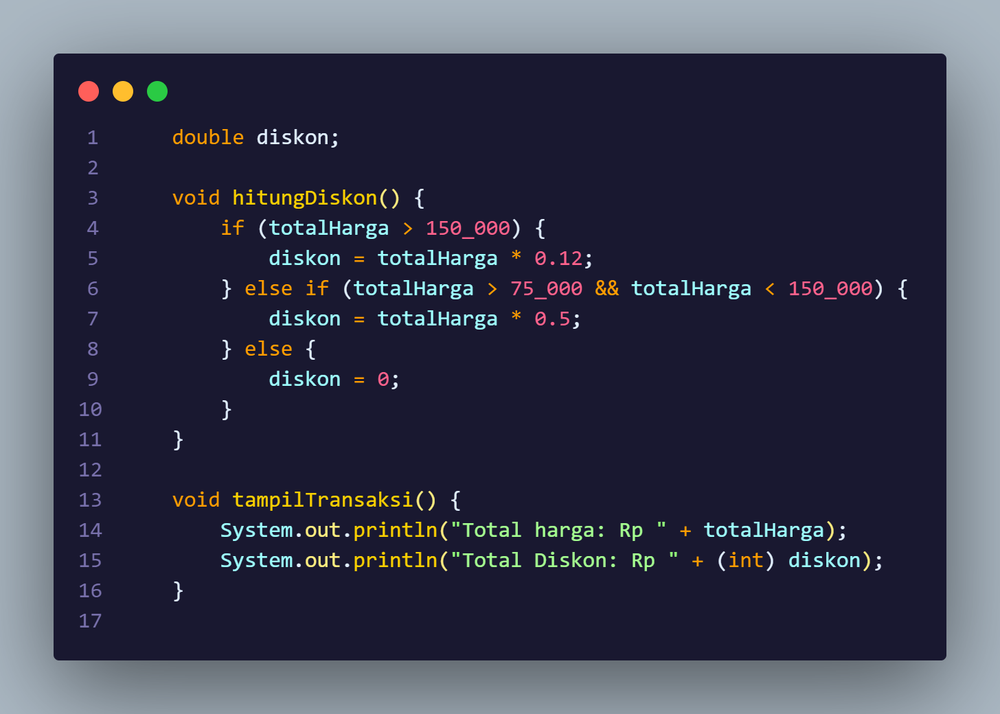 1 double diskon;
2
3 void hitungDiskon() {
4 if (totalHarga > 150_000) {
5 diskon = totalHarga * 0.12;
6 } else if (totalHarga > 75_000 && totalHarga < 150_000) {
7 diskon = totalHarga * 0.5;
8 } else {
9 diskon = 0;
10 }
11 }
12
13 void tampilTransaksi() {
14 System.out.println("Total harga: Rp " + totalHarga);
15 System.out.println("Total Diskon: Rp " + (int) diskon);
16 }
17